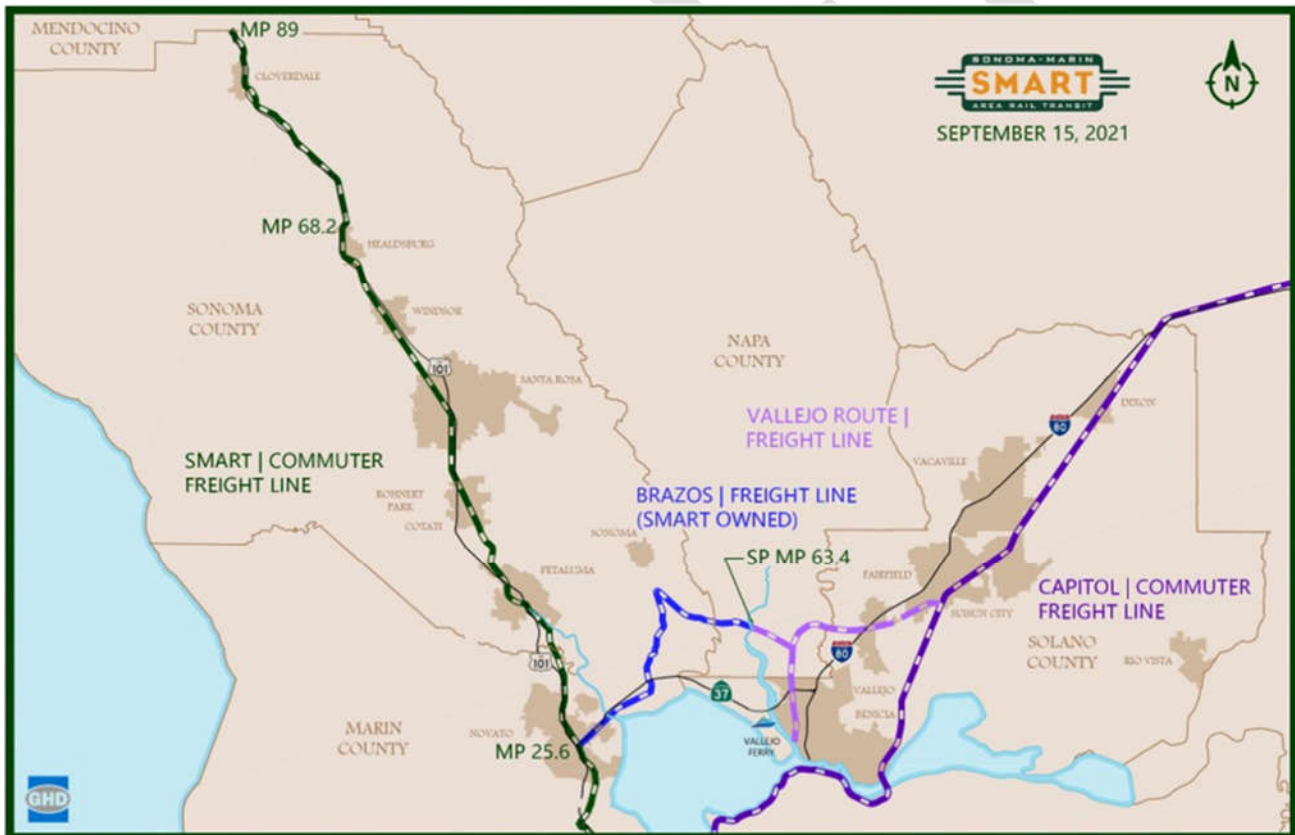 MENDOCINO
COUNTY
MP 89
CLOVERDALE
SONOMA-MARIN
SMART
AREA RAIL TRANSIT
SEPTEMBER 15, 2021
N
MP 68.2
HEALDSBURG
SONOMA
COUNTY
WINDSOR
101
SANTA ROSA
NAPA
COUNTY
DIXON
80
VALLEJO ROUTE |
FREIGHT LINE
VACAVILLE
SMART | COMMUTER
FREIGHT LINE
ROHNERT
PARK
COTATI
BRAZOS | FREIGHT LINE
(SMART OWNED)
SONOMA
SP MP 63.4
PETALUMA
FAIRFIELD
SUISUN CITY
CAPITOL | COMMUTER
FREIGHT LINE
SOLANO
COUNTY
RIO VISTA
101
80
37
VALLEJO
BENICIA
MARIN
COUNTY
NOVATO
MP 25.6
VALLEJO
FERRY
GHD